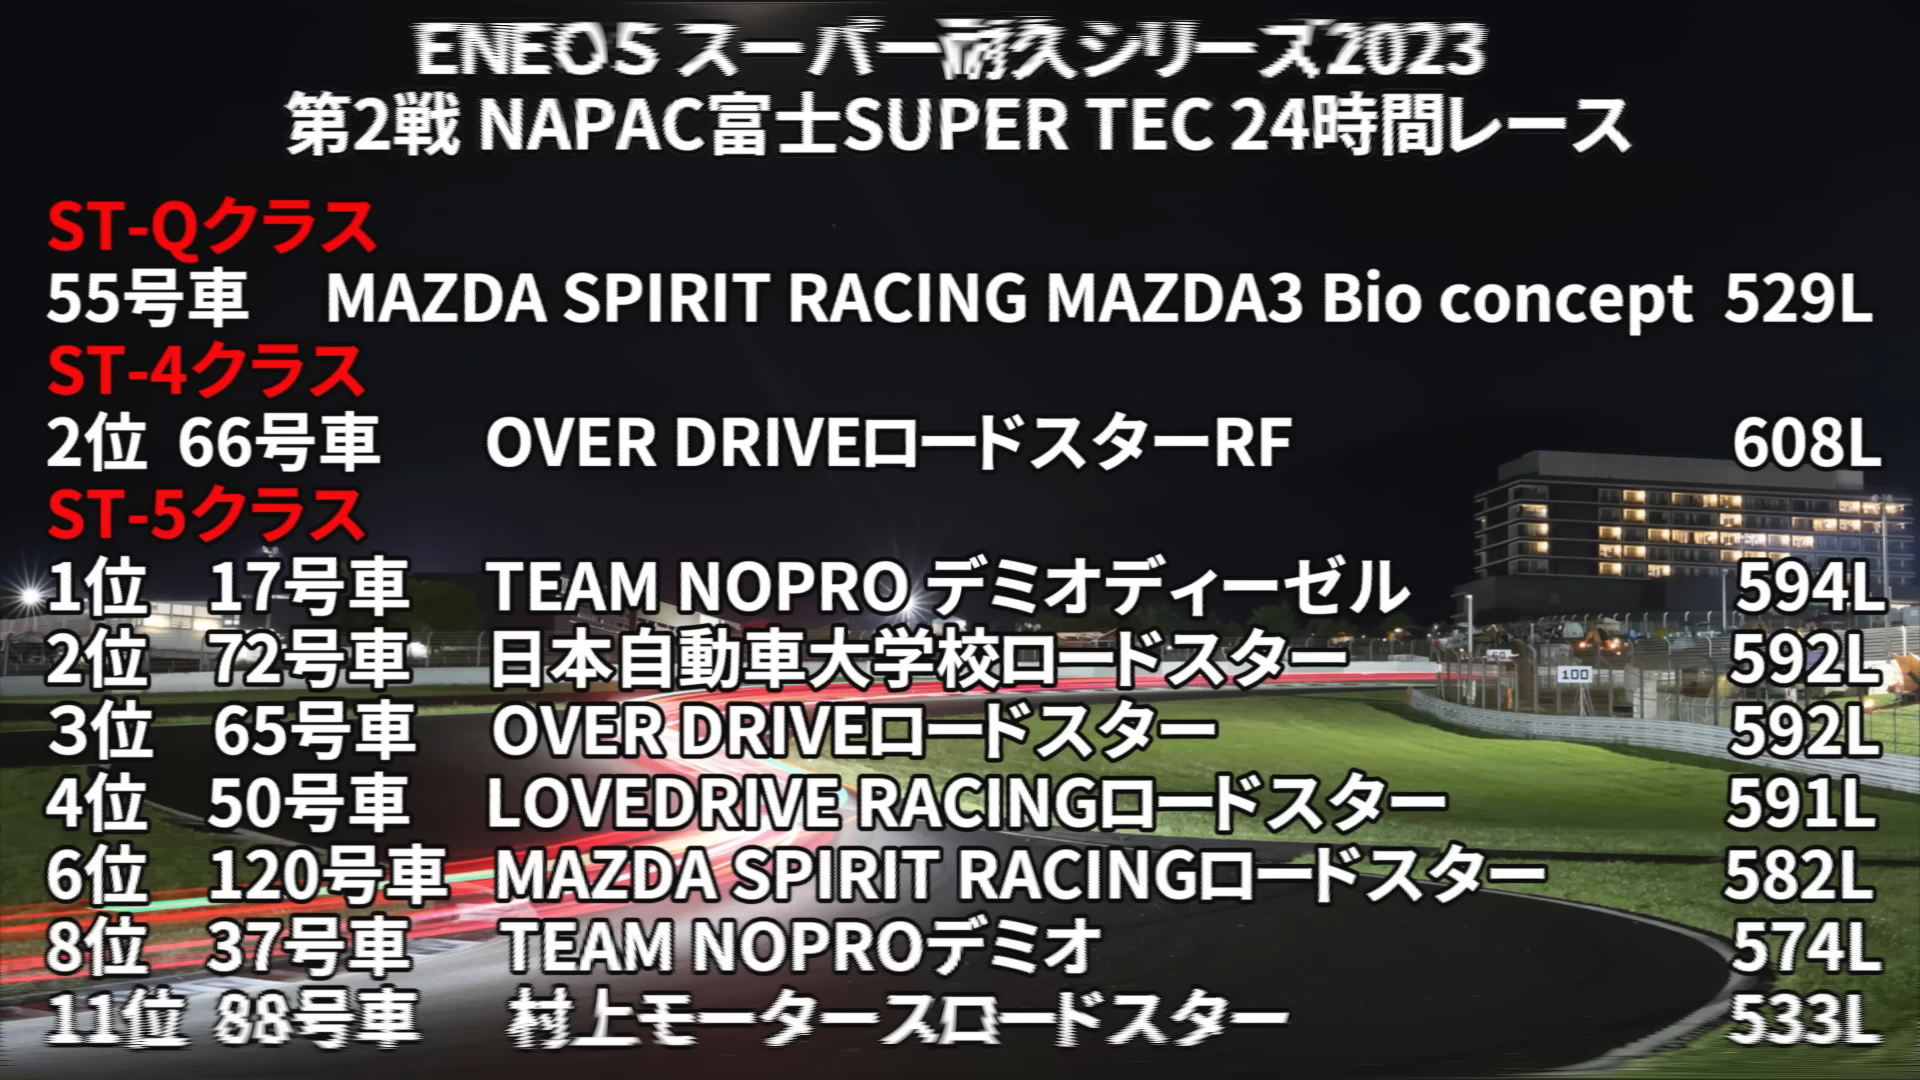 ENEOS スーパー耐久シリーズ2023
第2戦 NAPAC富士SUPER TEC 24時間レース
ST-Qクラス
55号車 MAZDA SPIRIT RACING MAZDA3 Bio concept 529L
ST-4クラス
2位 66号車 OVER DRIVEロードスターRF 608L
ST-5クラス
1位 17号車 TEAM NOPRO デミオディーゼル 594L
2位 72号車 日本自動車大学校ロードスター 592L
3位 65号車 OVER DRIVEロードスター 592L
4位 50号車 LOVEDRIVE RACINGロードスター 591L
6位 120号車 MAZDA SPIRIT RACINGロードスター 582L
8位 37号車 TEAM NOPROデミオ 574L
11位 88号車 村上モータースロードスター 533L
100